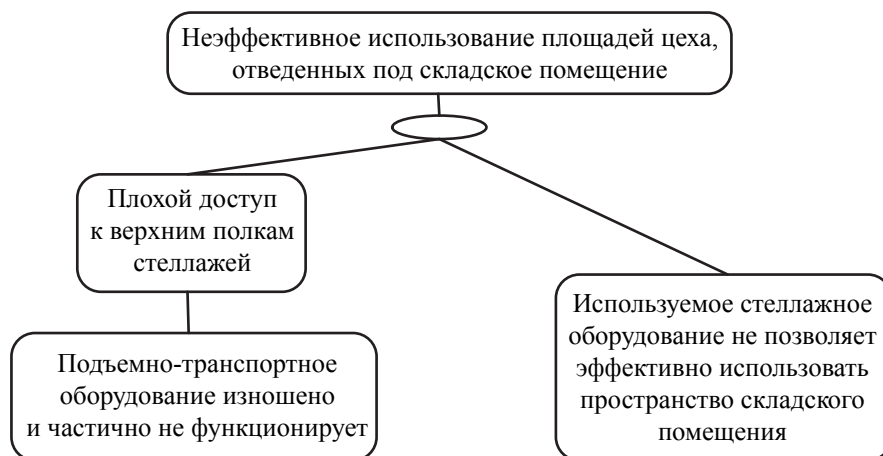 Неэффективное использование площадей цеха,
отведенных под складское помещение
Плохой доступ
к верхним полкам
стеллажей
Подъемно-транспортное
оборудование изношено
и частично не функционирует
Используемое стеллажное
оборудование не позволяет
эффективно использовать
пространство складского
помещения